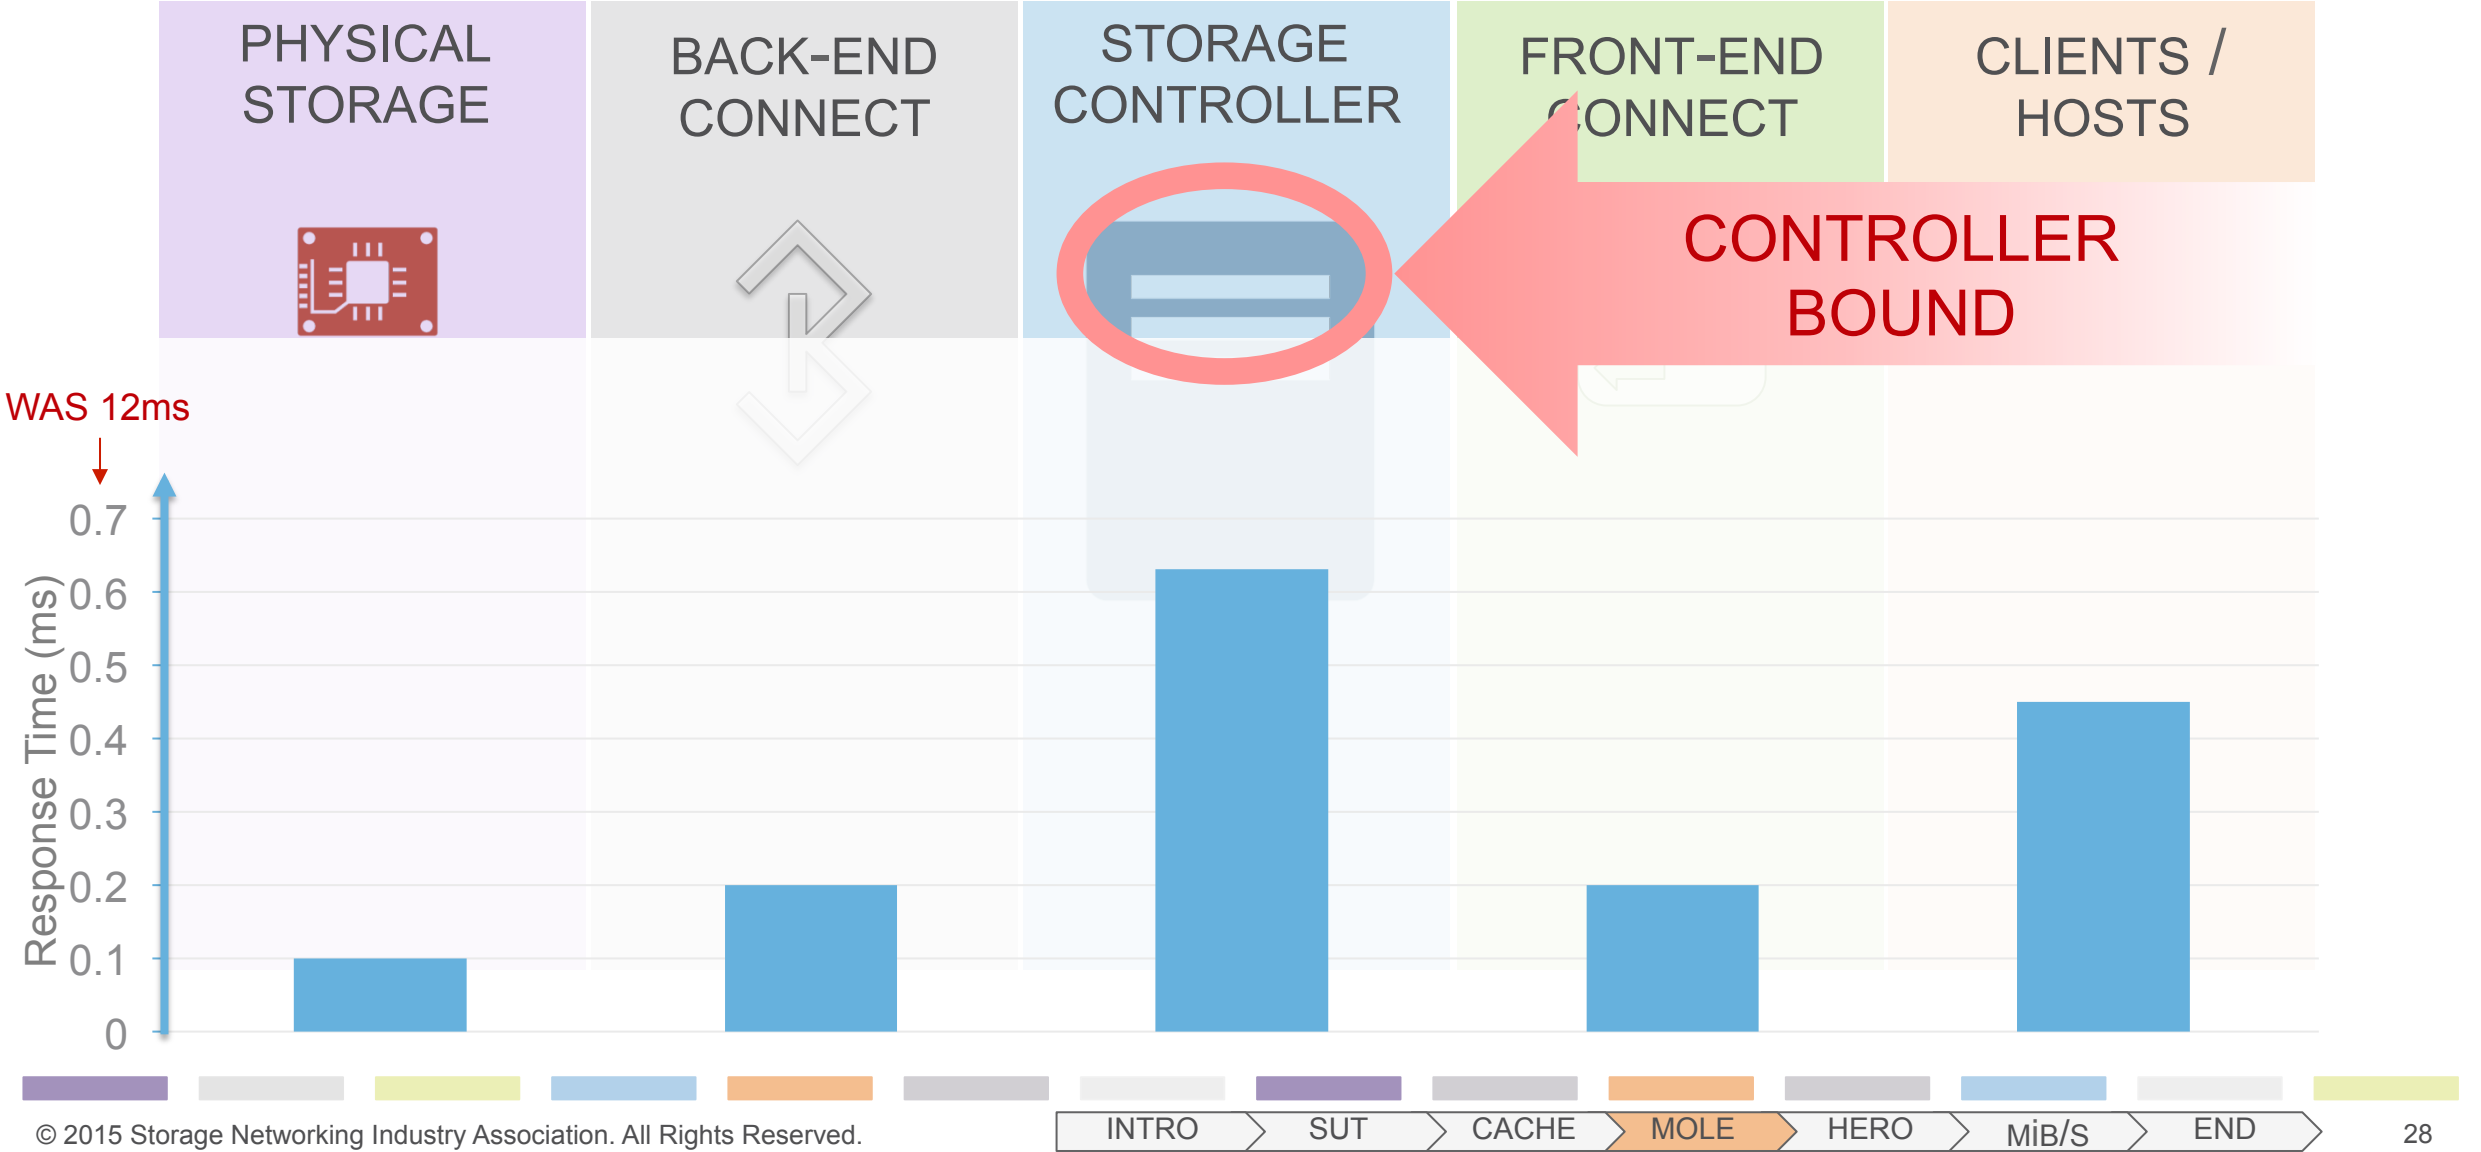 PHYSICAL
STORAGE
BACK-END
CONNECT
STORAGE
CONTROLLER
FRONT-END
CONNECT
CLIENTS /
HOSTS
CONTROLLER
BOUND
WAS 12ms
Response Time (ms)
0.7
0.6
0.5
0.4
0.3
0.2
0.1
0
© 2015 Storage Networking Industry Association. All Rights Reserved.
INTRO
SUT
CACHE
MOLE
HERO
MiB/S
END
28